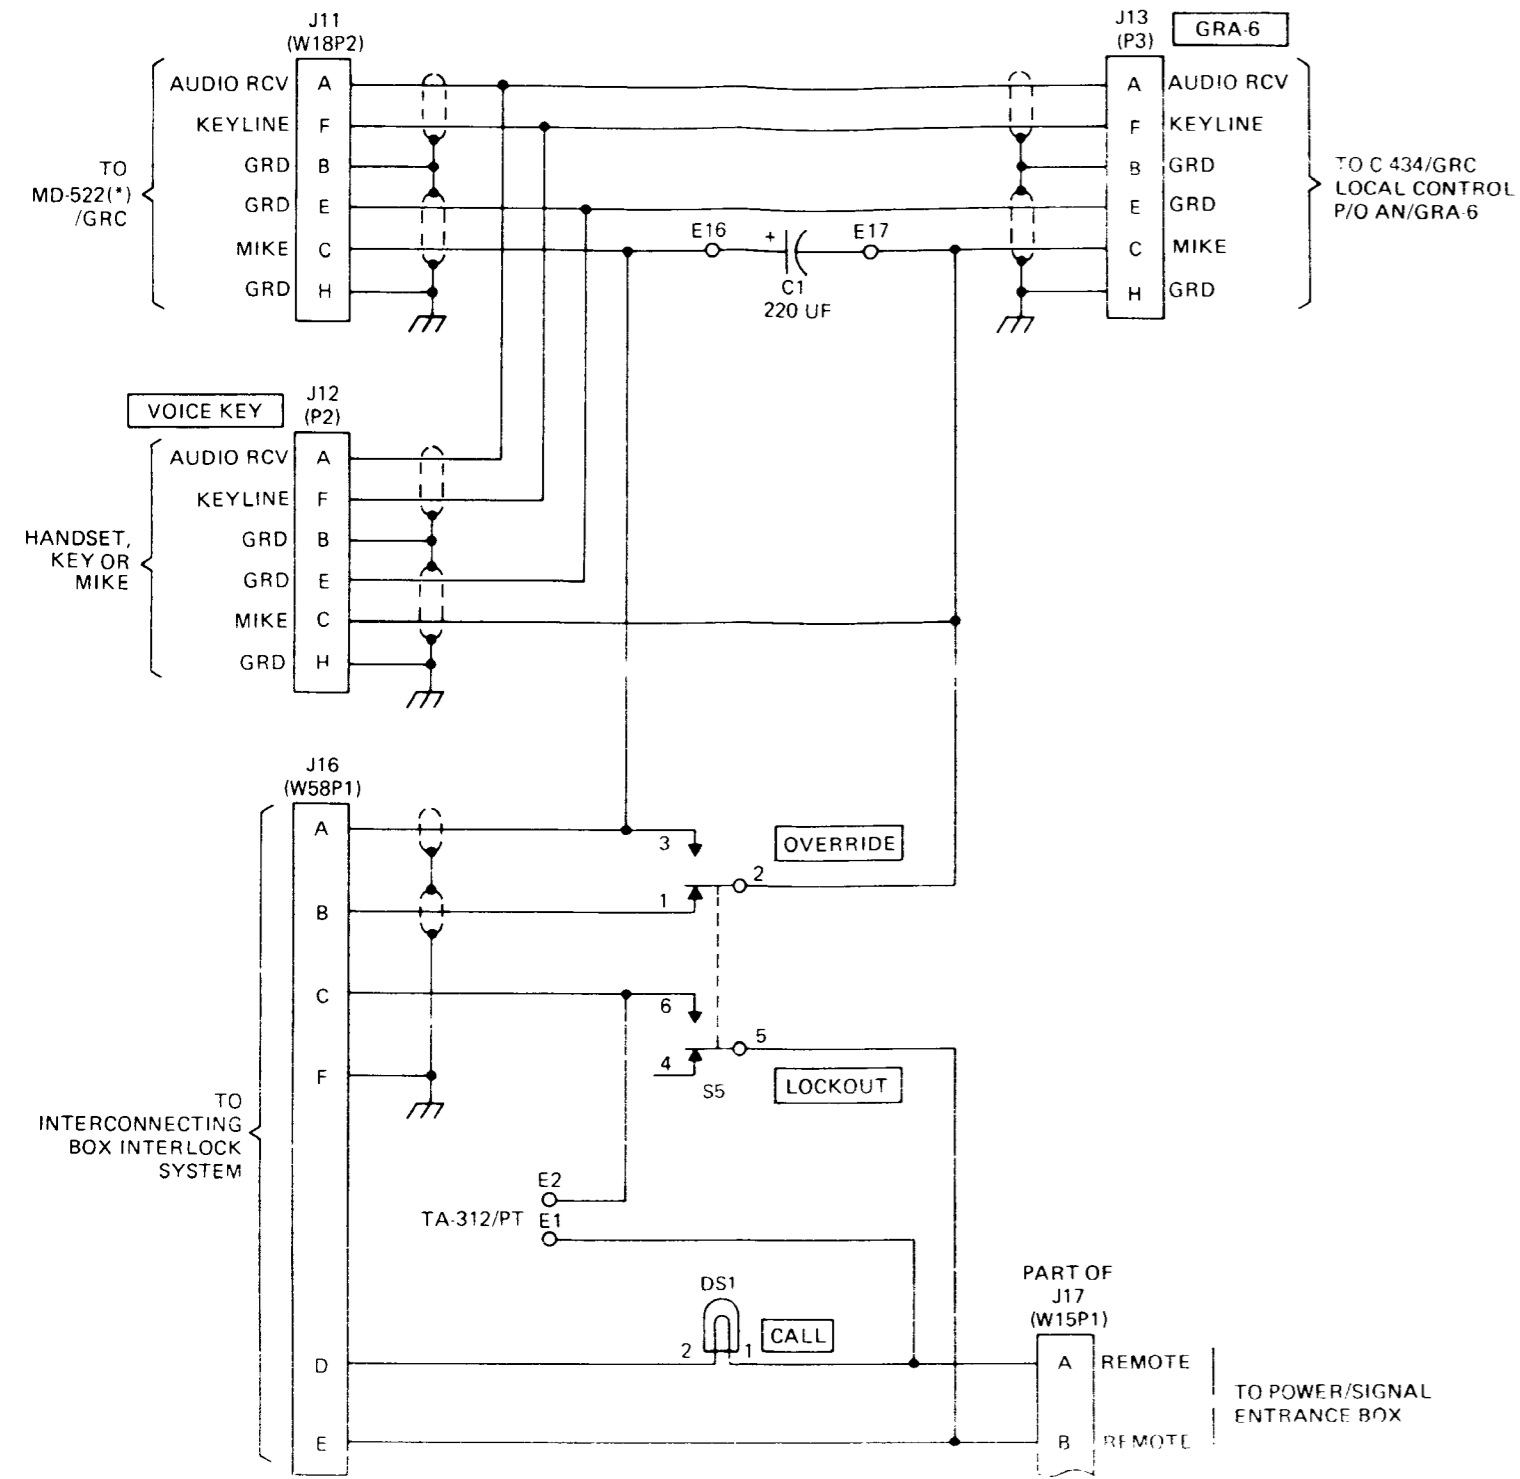 J11
(W18P2)
AUDIO RCV A
KEYLINE F
GRD B
GRD E
MIKE C
GRD H
TO
MD-522(*)
/GRC
J13
(P3)
GRA-6
A AUDIO RCV
F KEYLINE
B GRD
E GRD
C MIKE
H GRD
TO C 434/GRC
LOCAL CONTROL
P/O AN/GRA-6
E16
+
E17
C1
220 UF
VOICE KEY
J12
(P2)
AUDIO RCV A
KEYLINE F
GRD B
GRD E
MIKE C
GRD H
HANDSET,
KEY OR
MIKE
J16
(W58P1)
A
B
C
F
D
E
TO
INTERCONNECTING
BOX INTERLOCK
SYSTEM
3
OVERRIDE
2
1
6
5
4
S5
LOCKOUT
E2
TA-312/PT E1
DS1
2 1
CALL
PART OF
J17
(W15P1)
A REMOTE
B REMOTE
TO POWER/SIGNAL
ENTRANCE BOX